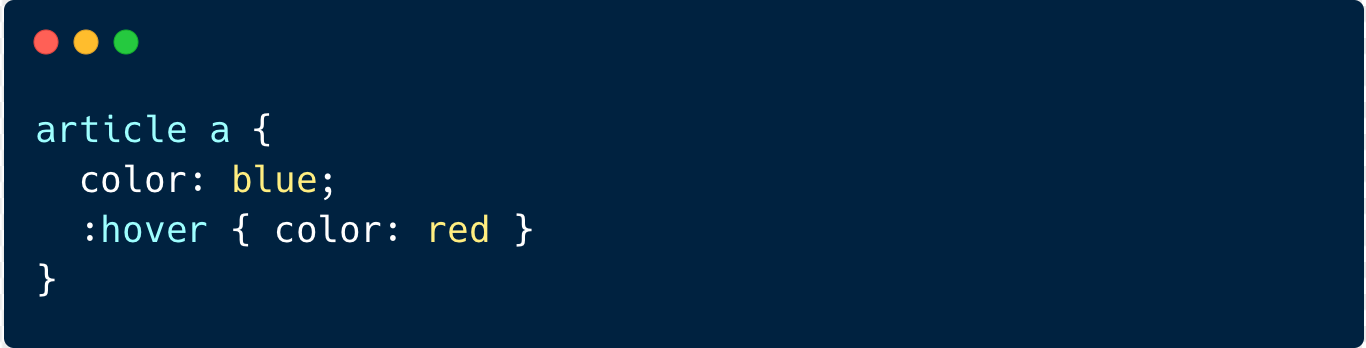 article a {
  color: blue;
  :hover { color: red }
}